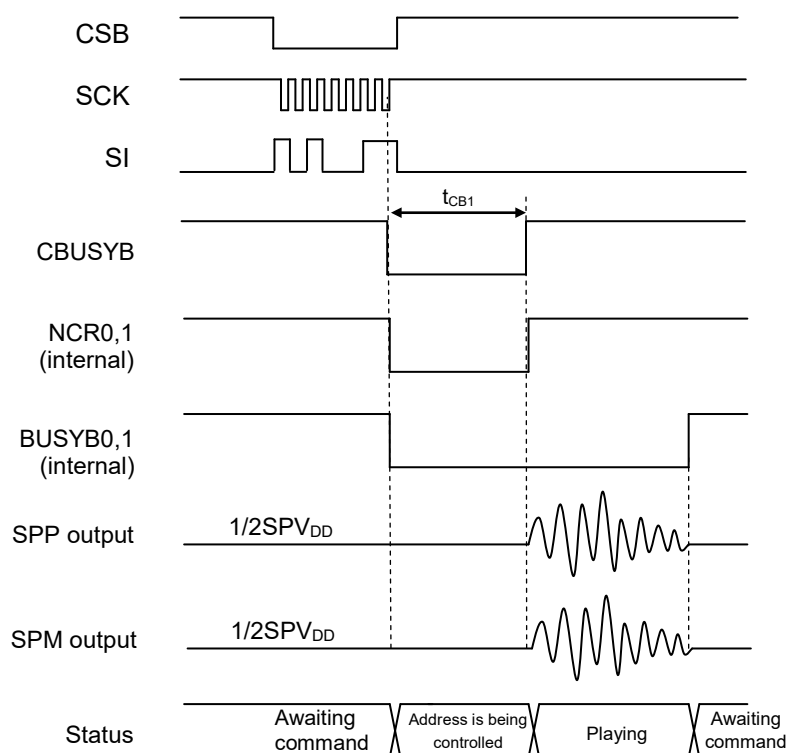 CSB
SCK
SI
tCB1
CBUSYB
NCR0,1
(internal)
BUSYB0,1
(internal)
SPP output
1/2SPVDD
SPM output
1/2SPVDD
Status
Awaiting
command
Address is being
controlled
Playing
Awaiting
command